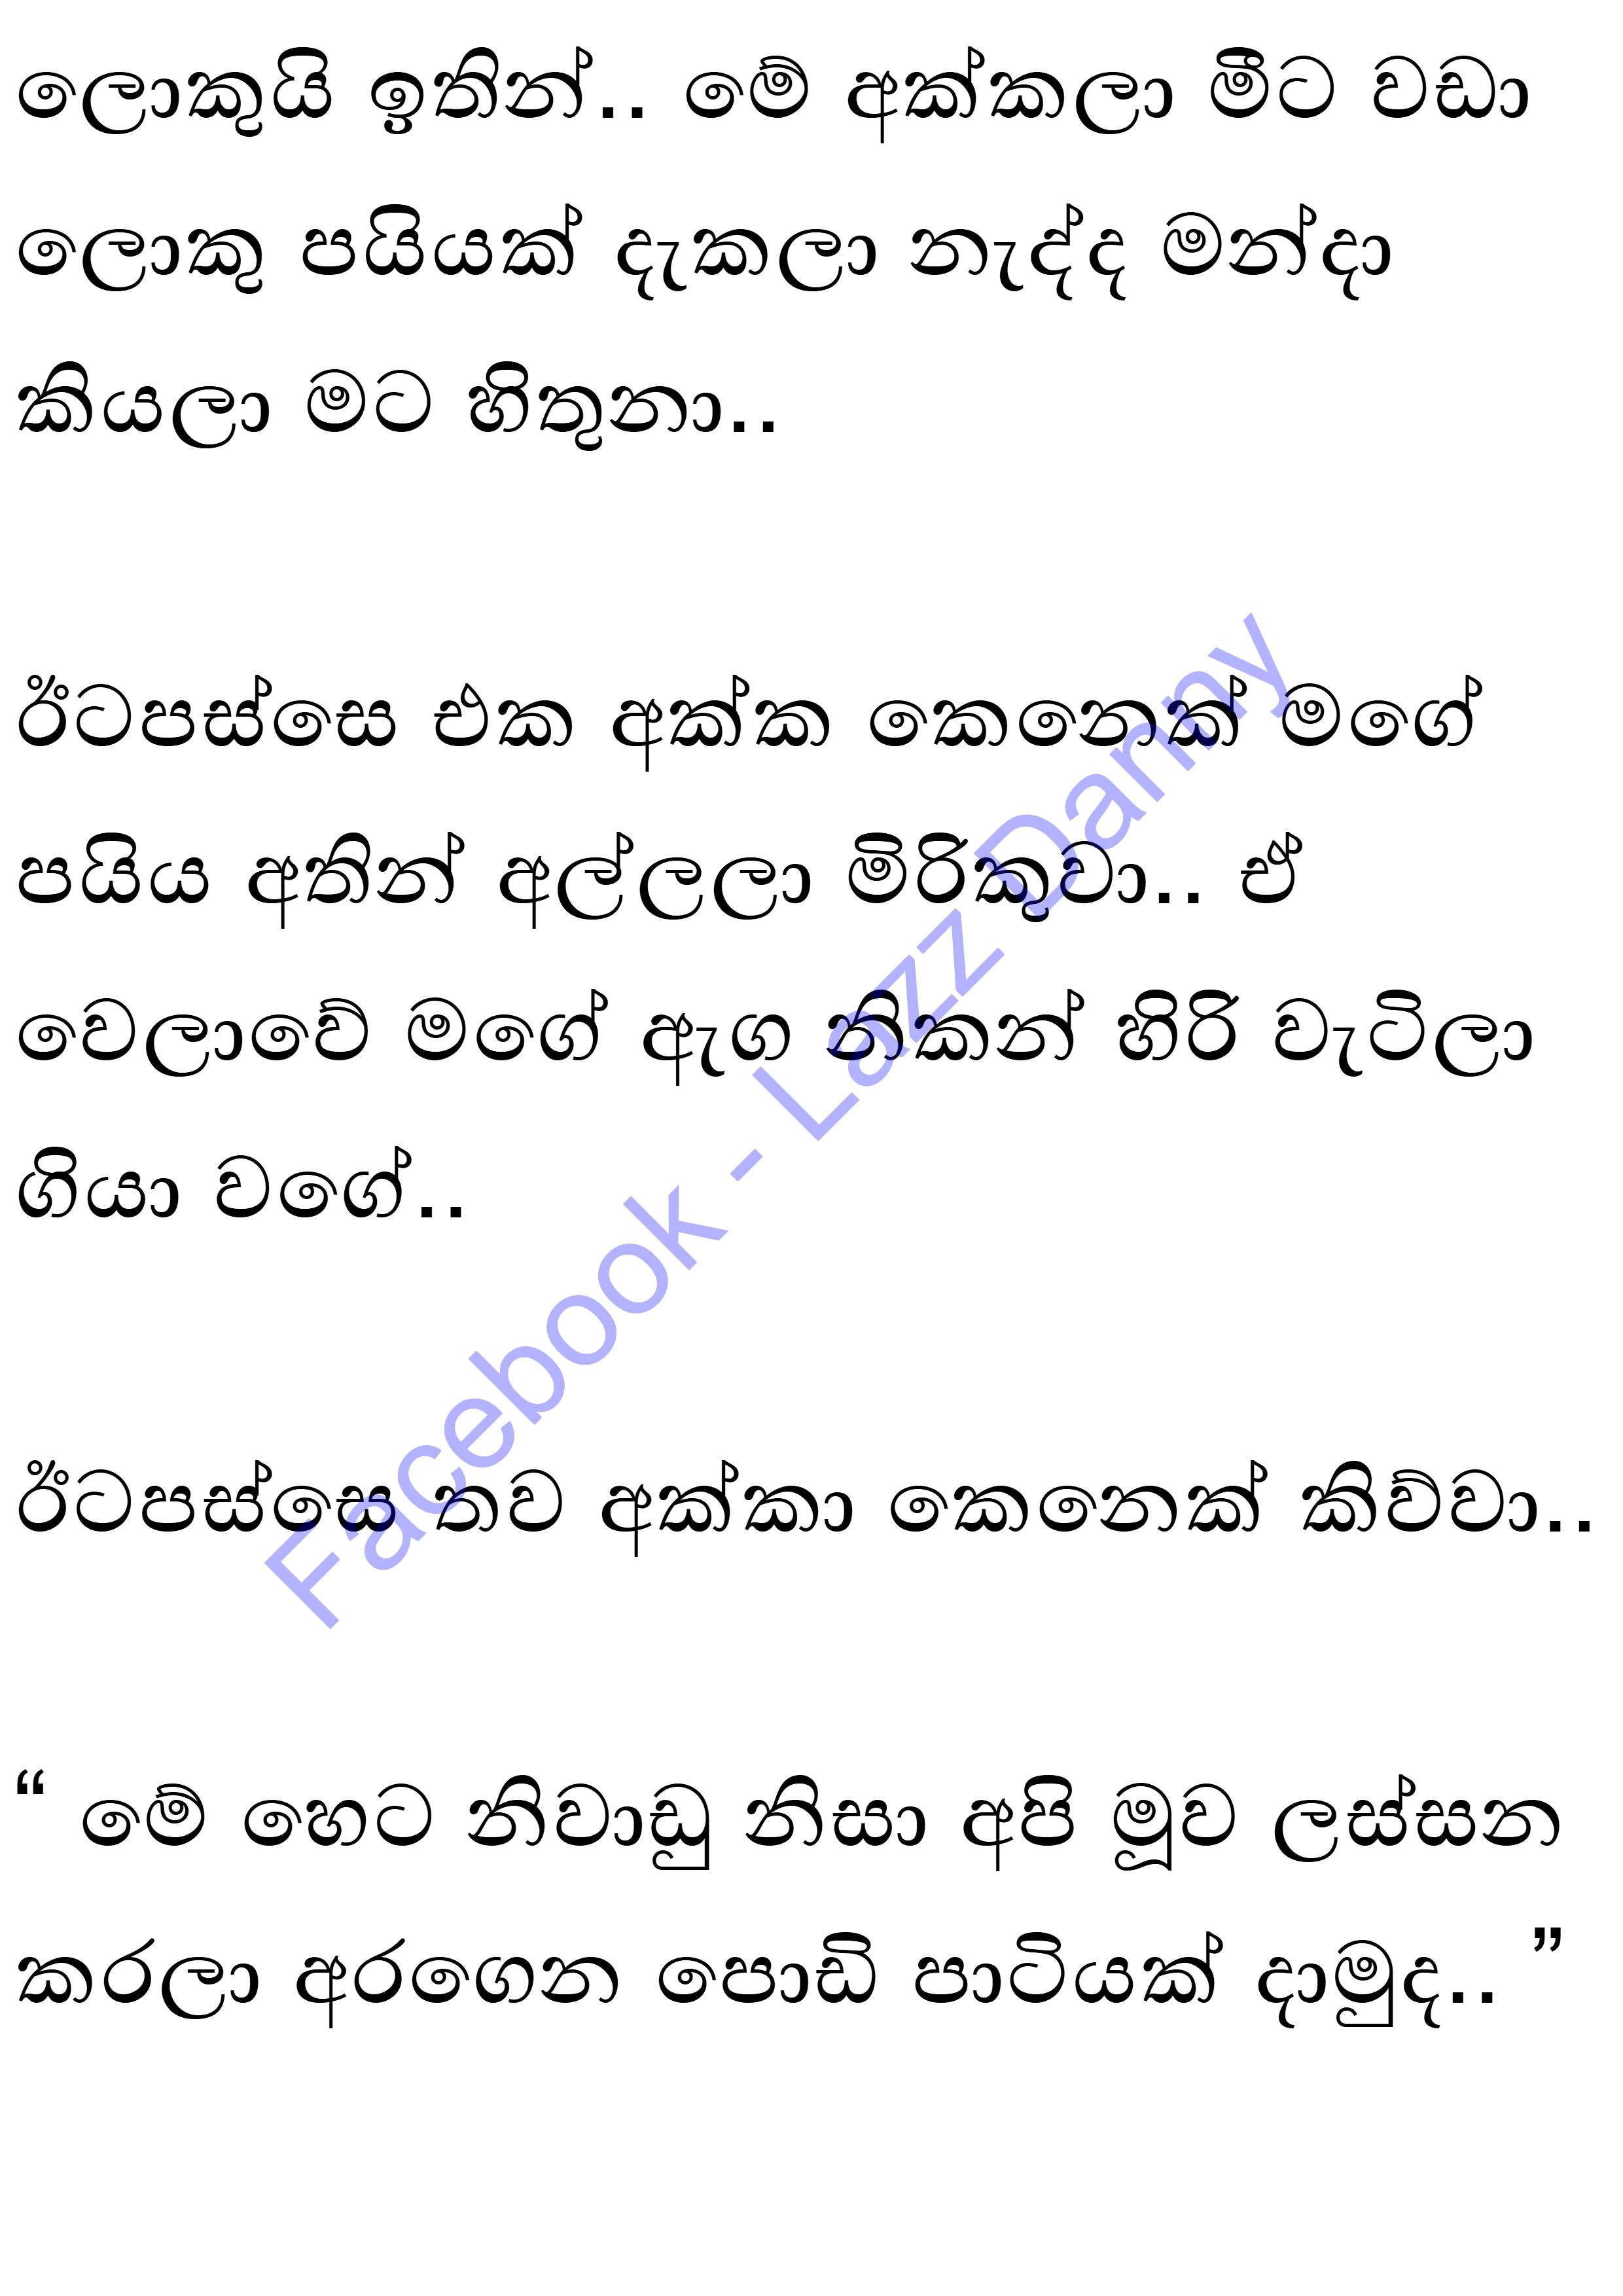 ලොකුයි ඉතින්.. මේ අක්කලා මීට වඩා
ලොකු පයියක් දැකලා නැද්ද මන්දා
කියලා මට හිතුනා..
ඊටපස්සෙ එක අක්ක කෙනෙක් මගේ
පයිය අතින් අල්ලලා මිරිකුවා.. ඒ
වෙලාවේ මගේ ඇග නිකන් හිරි වැටිලා
ගියා වගේ..
ඊටපස්සෙ තව අක්කා කෙනෙක් කිව්වා..
“ මේ හෙට නිවාඩු නිසා අපි මූව ලස්සන
කරලා අරගෙන පොඩි පාටියක් දාමුද.. ”
Facebook - Lazz Danny